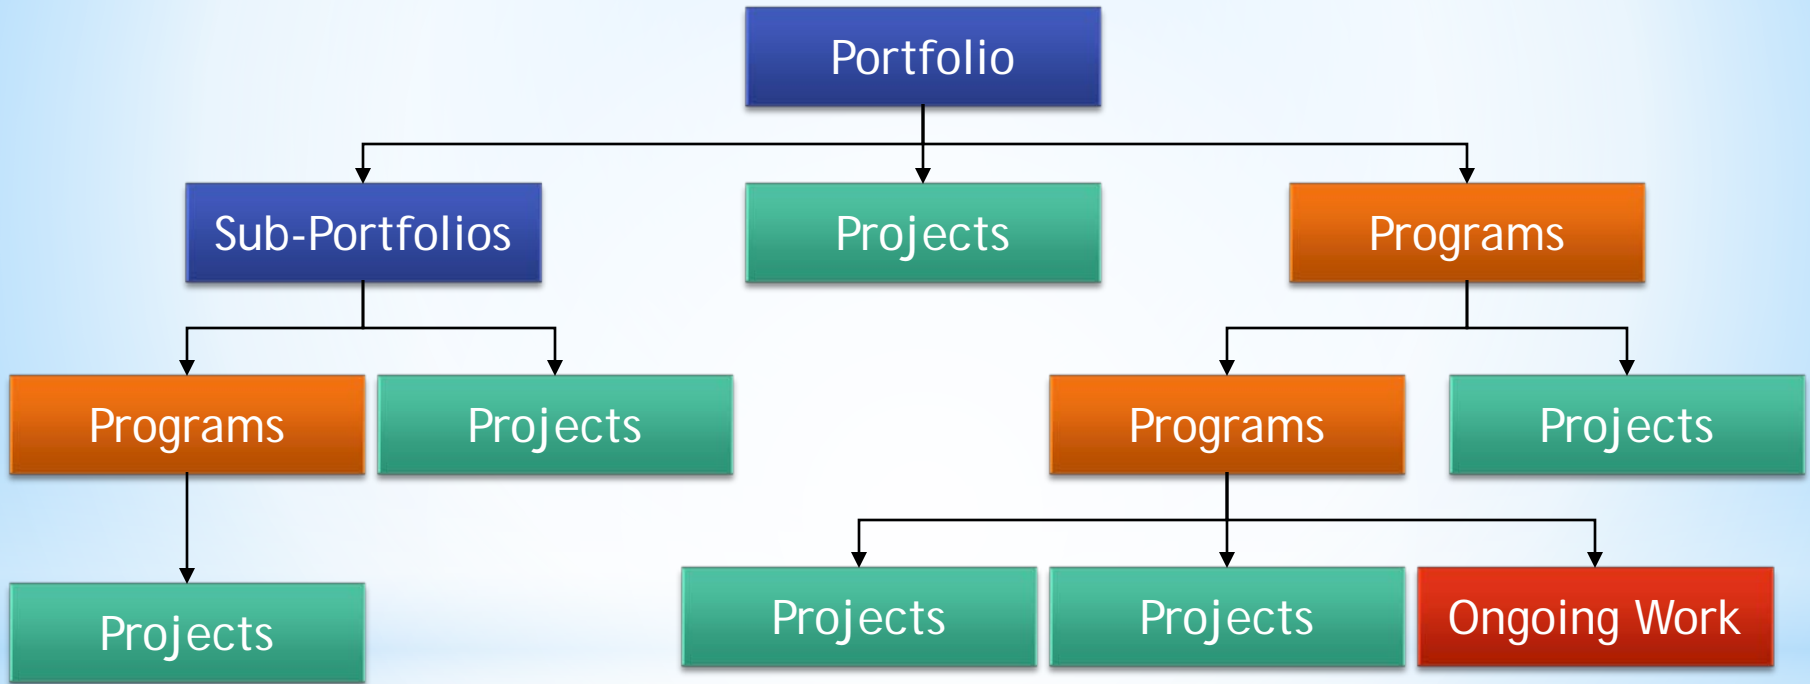 Portfolio
Sub-Portfolios
Projects
Programs
Programs
Projects
Programs
Projects
Projects
Projects
Projects
Ongoing Work